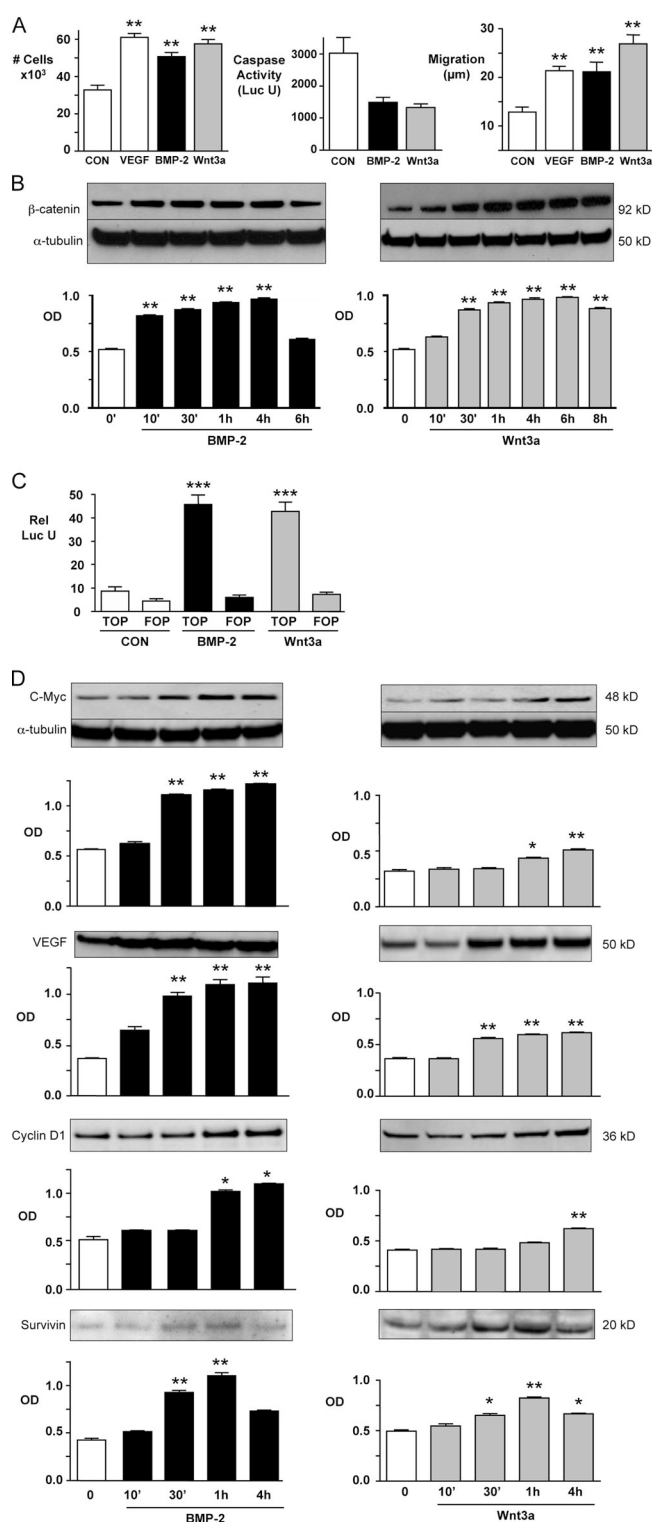 A
# Cells
x10³
60
40
20
0
** ** **
CON VEGF BMP-2 Wnt3a
Caspase
Activity
(Luc U)
3000
2000
1000
0
CON BMP-2 Wnt3a
Migration
(μm)
30
20
10
** ** **
CON VEGF BMP-2 Wnt3a
B
β-catenin
92 kD
α-tubulin
50 kD
OD
1.0
0.5
0.0
** ** ** **
0' 10' 30' 1h 4h 6h
BMP-2
OD
1.0
0.5
0.0
** ** ** ** **
0 10' 30' 1h 4h 6h 8h
Wnt3a
C
Rel
Luc U
50
40
30
20
10
0
*** ***
TOP FOP TOP FOP TOP FOP
CON BMP-2 Wnt3a
D
C-Myc
48 kD
α-tubulin
50 kD
OD
1.0
0.5
0.0
** ** **
OD
1.0
0.5
0.0
* **
VEGF
50 kD
OD
1.0
0.5
0.0
** ** **
OD
1.0
0.5
0.0
** ** **
Cyclin D1
36 kD
OD
1.0
0.5
0.0
* *
OD
1.0
0.5
0.0
**
Survivin
20 kD
OD
1.0
0.5
0.0
** **
0 10' 30' 1h 4h
BMP-2
OD
1.0
0.5
0.0
* ** *
0 10' 30' 1h 4h
Wnt3a